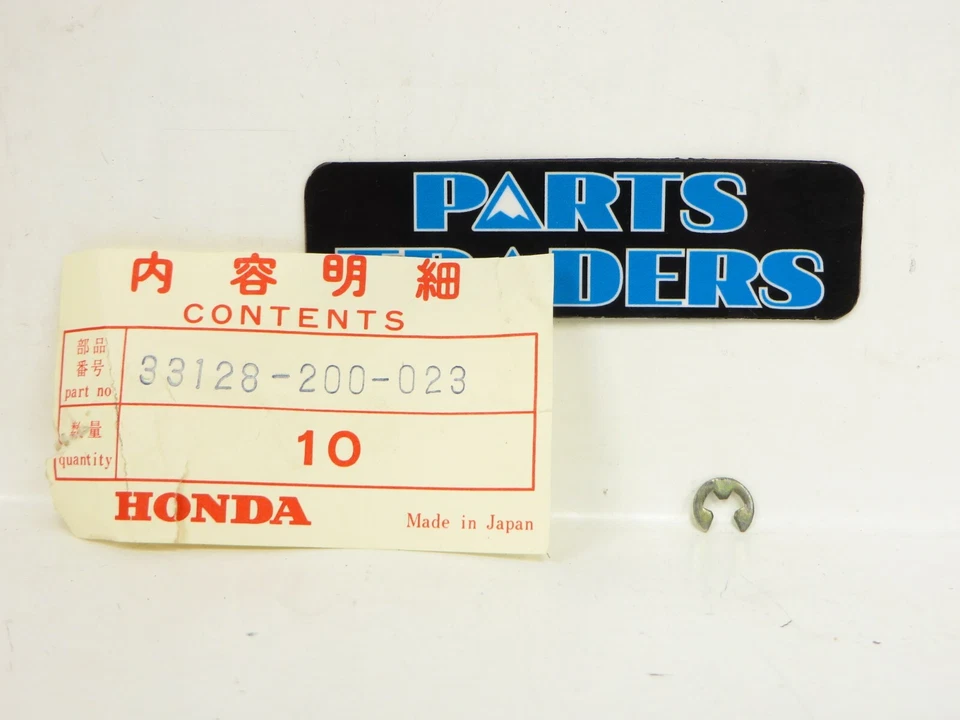 PARTS
TRADERS
内容明細
CONTENTS
部品
番号
part no
33128-200-023
数量
quantity
10
HONDA
Made in Japan